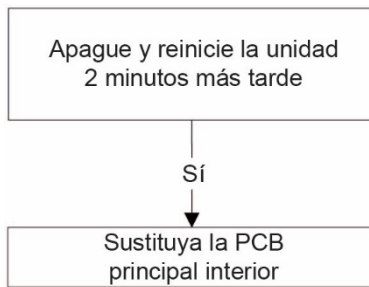 Apague y reinicie la unidad
2 minutos más tarde
Sí
Sustituya la PCB
principal interior